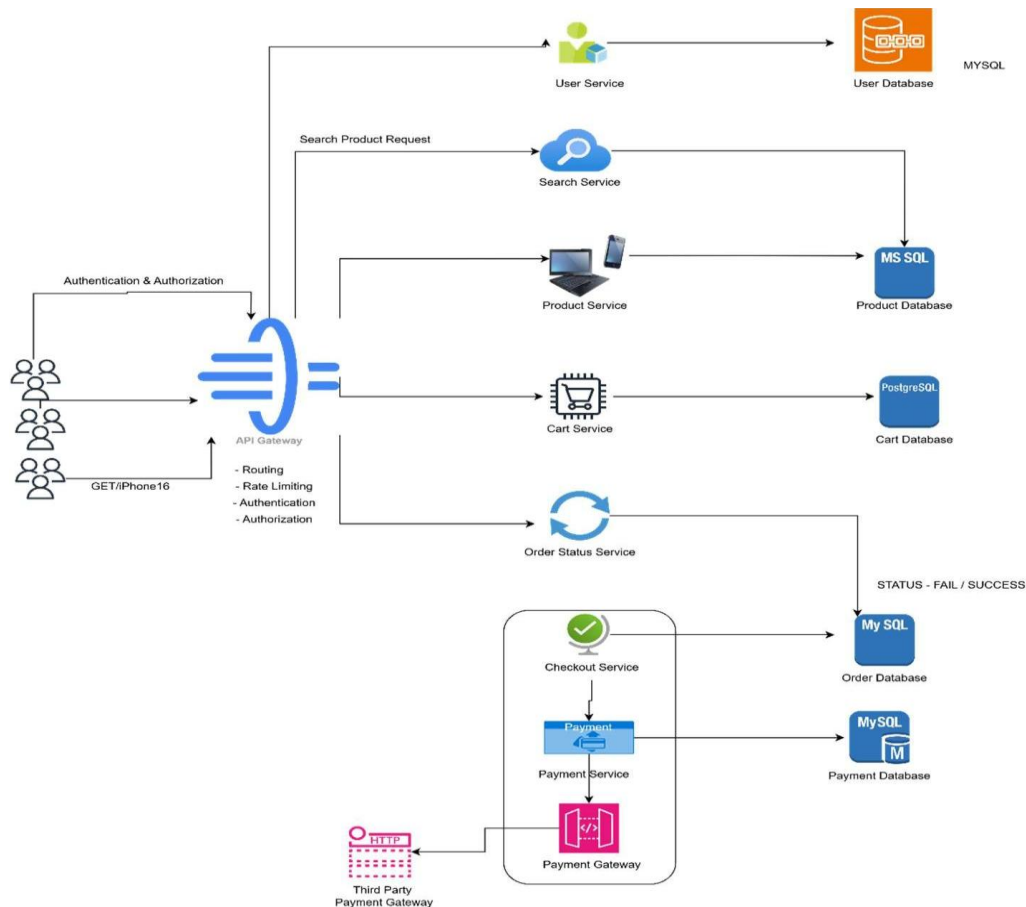 User Service
User Database
MYSQL
Search Product Request
Search Service
MS SQL
Product Service
Product Database
Authentication & Authorization
PostgreSQL
API Gateway
Cart Service
Cart Database
- Routing
- Rate Limiting
- Authentication
- Authorization
GET/iPhone16
Order Status Service
STATUS - FAIL / SUCCESS
My SQL
Checkout Service
Order Database
Payment
MySQL
M
Payment Service
Payment Database
HTTP
</>
Payment Gateway
Third Party
Payment Gateway